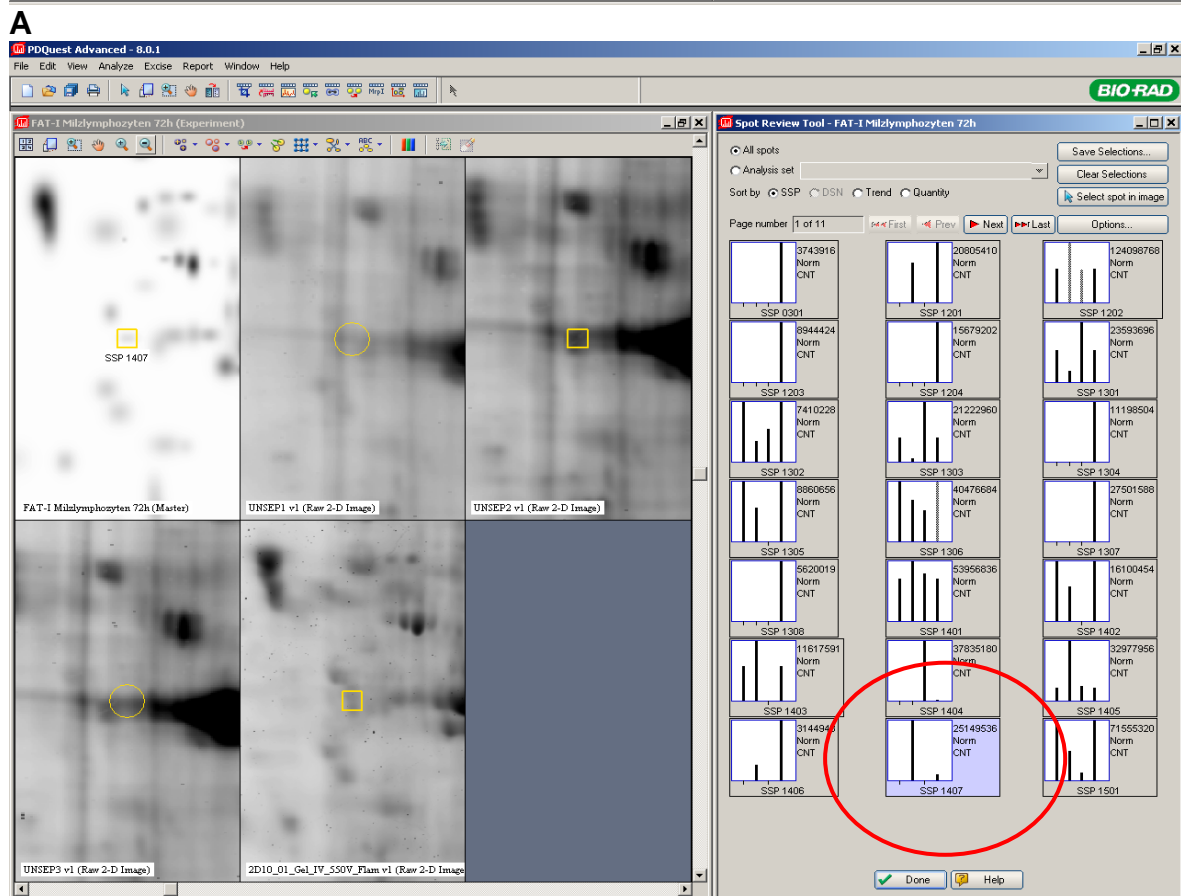 A
PDQuest Advanced - 8.0.1
File Edit View Analyze Excise Report Window Help
BIO-RAD
FAT-I Milzlymphozyten 72h (Experiment)
SSP 1407
FAT-I Milzlymphozyten 72h (Master)
UNSEP1 v1 (Raw 2-D Image)
UNSEP2 v1 (Raw 2-D Image)
UNSEP3 v1 (Raw 2-D Image)
2D10_01_Gel_IV_550V_Flam v1 (Raw 2-D Image
Spot Review Tool - FAT-I Milzlymphozyten 72h
All spots
Save Selections...
Analysis set
Clear Selections
Sort by SSP DSN Trend Quantity
Select spot in image
Page number 1 of 11 First Prev Next Last Options...
3743916 20805410 124098768
Norm Norm Norm
CNT CNT CNT
SSP 0301 SSP 1201 SSP 1202
8944424 15679202 23593696
Norm Norm Norm
CNT CNT CNT
SSP 1203 SSP 1204 SSP 1301
7410228 21222960 11198504
Norm Norm Norm
CNT CNT CNT
SSP 1302 SSP 1303 SSP 1304
8860656 40476684 27501588
Norm Norm Norm
CNT CNT CNT
SSP 1305 SSP 1306 SSP 1307
5620019 53956836 16100454
Norm Norm Norm
CNT CNT CNT
SSP 1308 SSP 1401 SSP 1402
11617591 37835180 32977956
Norm Norm Norm
CNT CNT CNT
SSP 1403 SSP 1404 SSP 1405
25149536 71555320
Norm Norm Norm
CNT CNT CNT
SSP 1406 SSP 1407 SSP 1501
Done Help